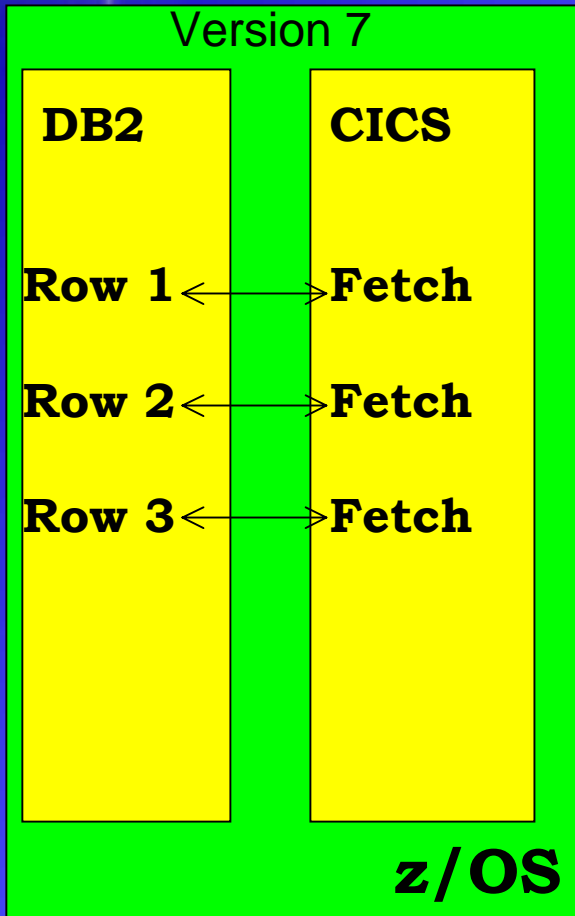 Version 7
DB2 CICS
Row 1 Fetch
Row 2 Fetch
Row 3 Fetch
z/OS